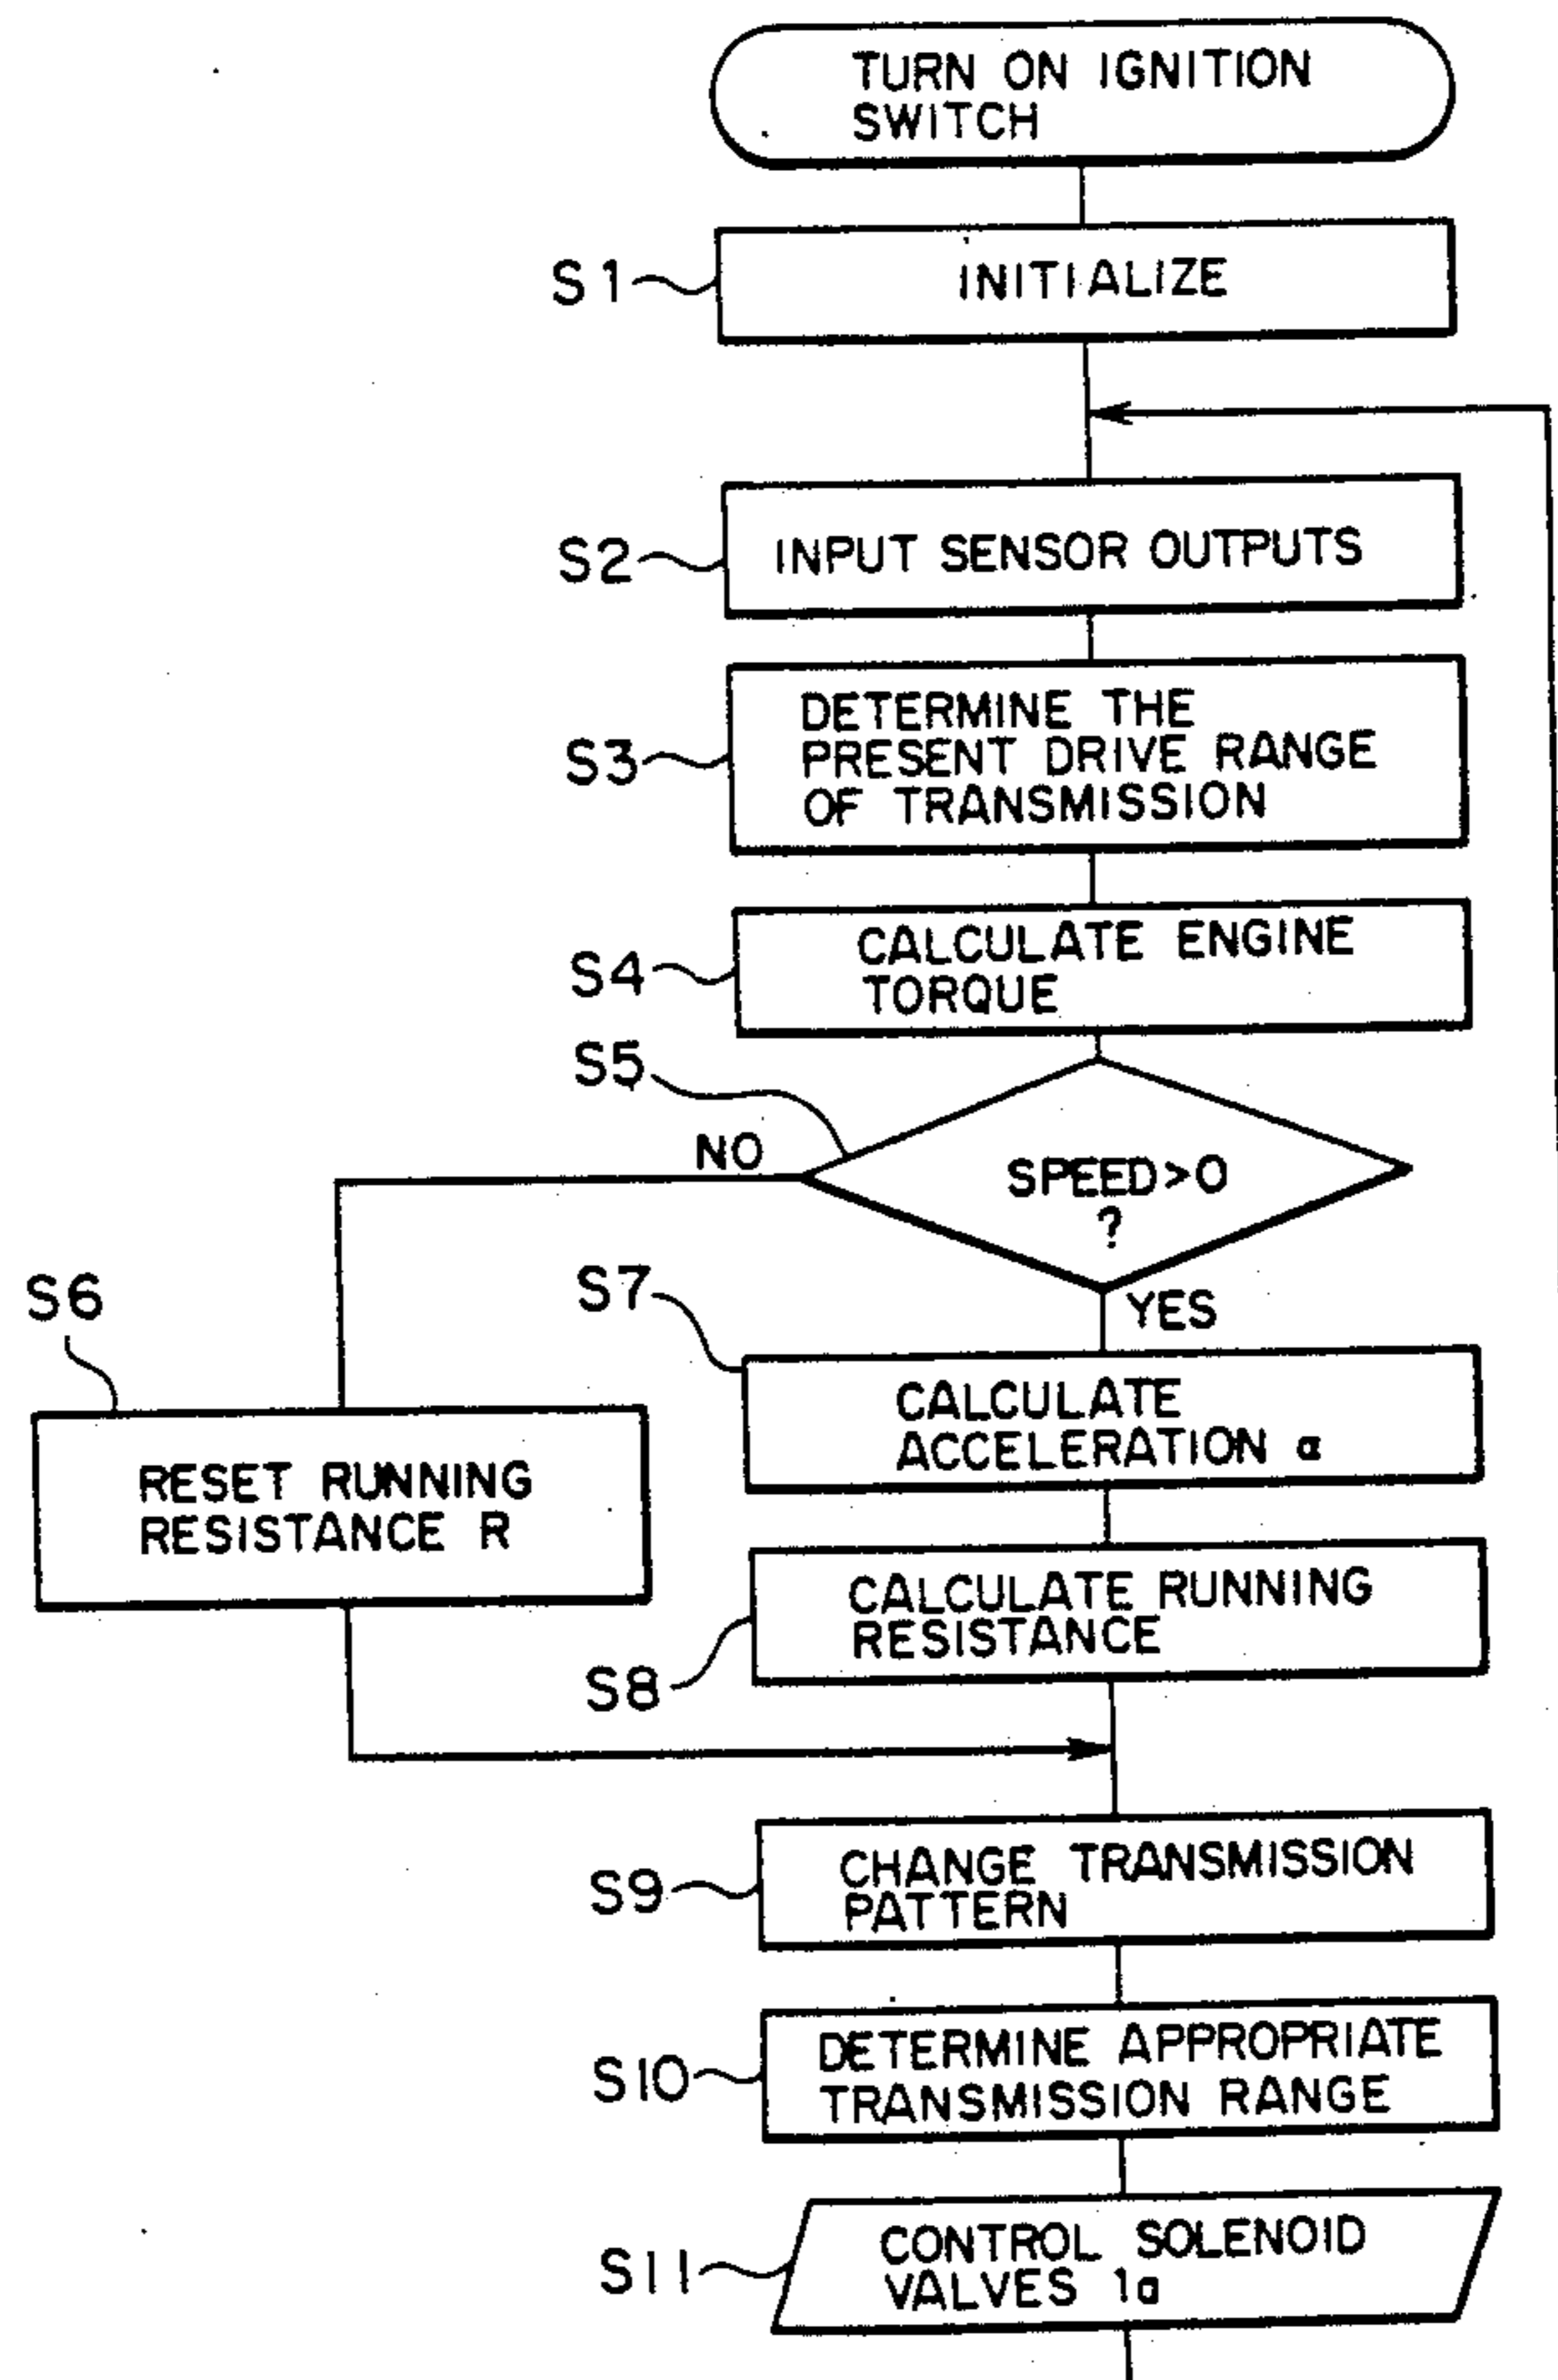 TURN ON IGNITION
SWITCH
S1
INITIALIZE
S2
INPUT SENSOR OUTPUTS
S3
DETERMINE THE
PRESENT DRIVE RANGE
OF TRANSMISSION
S4
CALCULATE ENGINE
TORQUE
S5
NO
SPEED>0
?
YES
S6
RESET RUNNING
RESISTANCE R
S7
CALCULATE
ACCELERATION α
S8
CALCULATE RUNNING
RESISTANCE
S9
CHANGE TRANSMISSION
PATTERN
S10
DETERMINE APPROPRIATE
TRANSMISSION RANGE
S11
CONTROL SOLENOID
VALVES 1a